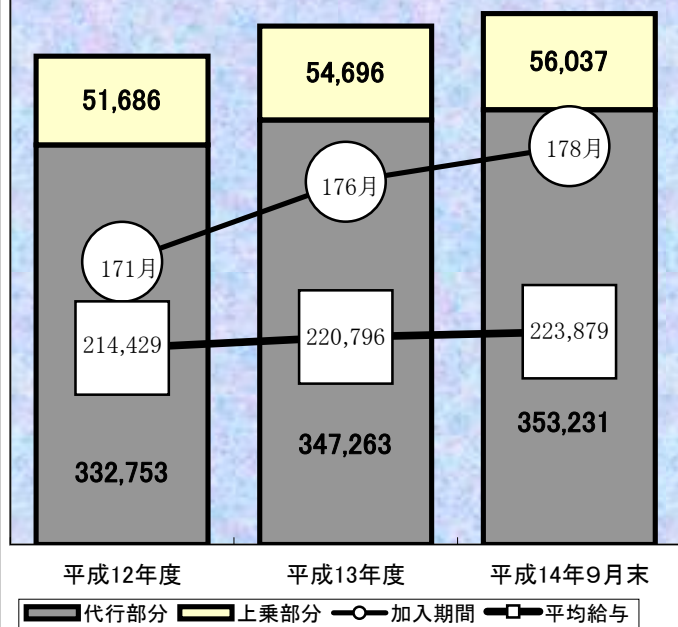 51,686 54,696 56,037
171月 176月 178月
214,429 220,796 223,879
332,753 347,263 353,231
平成12年度 平成13年度 平成14年9月末
代行部分 上乗部分 加入期間 平均給与